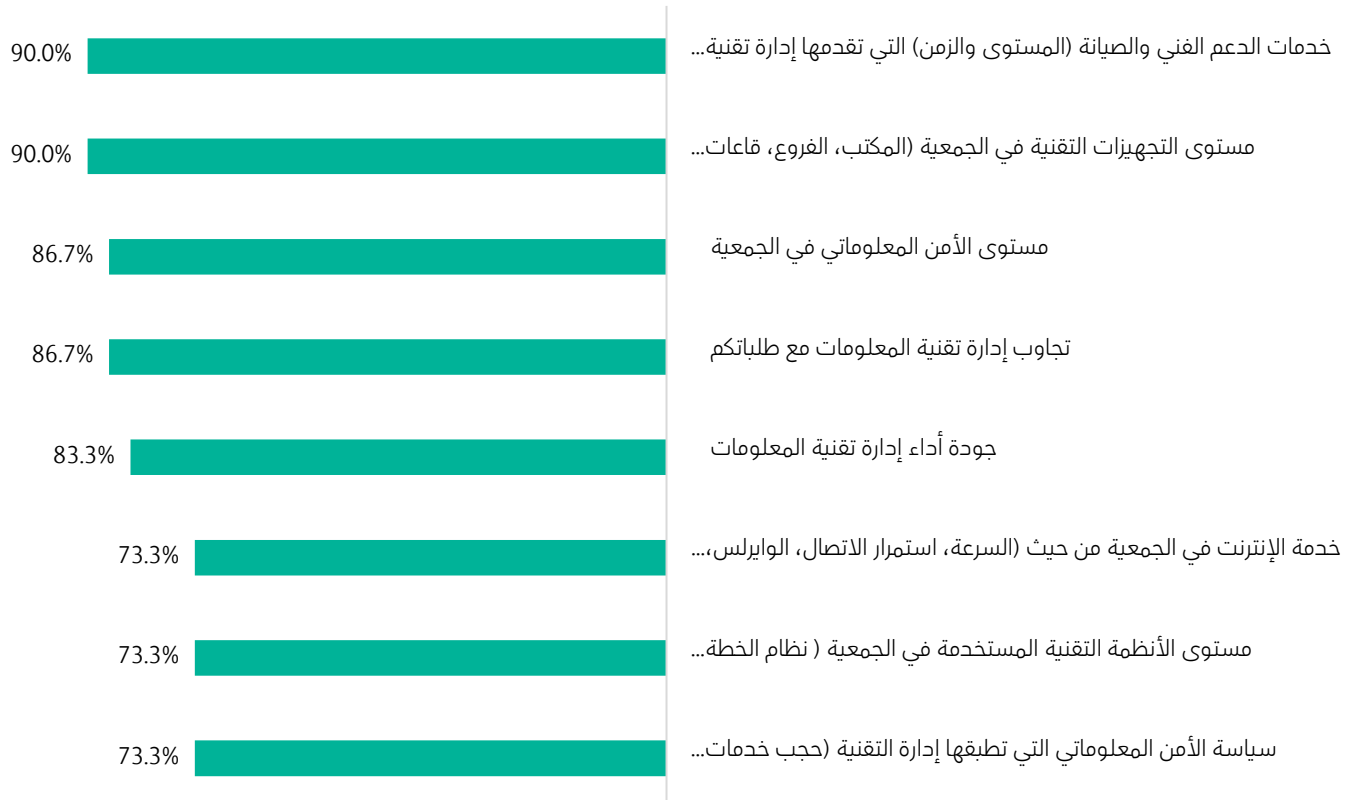 خدمات الدعم الفني والصيانة (المستوى والزمن) التي تقدمها إدارة تقنية...
90.0%
مستوى التجهيزات التقنية في الجمعية (المكتب، الفروع، قاعات...
90.0%
مستوى الأمن المعلوماتي في الجمعية
86.7%
تجاوب إدارة تقنية المعلومات مع طلباتكم
86.7%
جودة أداء إدارة تقنية المعلومات
83.3%
خدمة الإنترنت في الجمعية من حيث (السرعة، استمرار الاتصال، الوايرلس،...
73.3%
مستوى الأنظمة التقنية المستخدمة في الجمعية ( نظام الخطة...
73.3%
سياسة الأمن المعلوماتي التي تطبقها إدارة التقنية (حجب خدمات...
73.3%